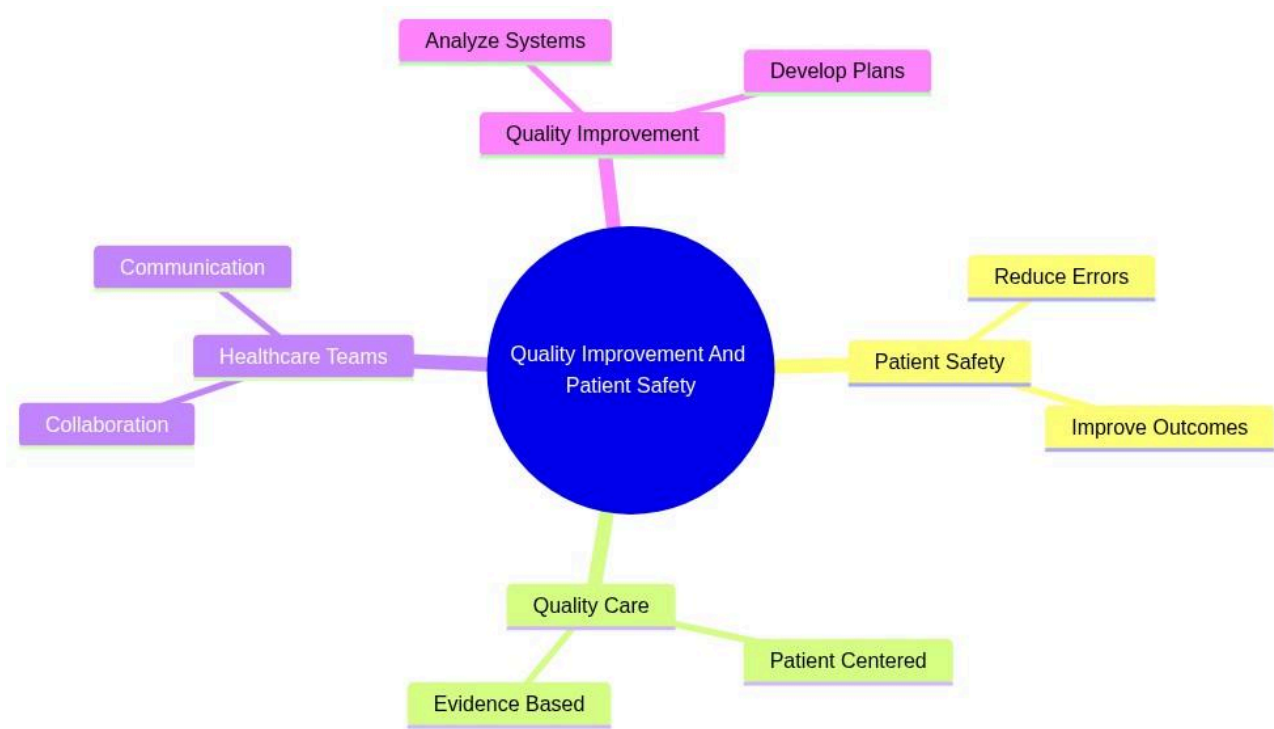 Analyze Systems
Develop Plans
Quality Improvement
Communication
Healthcare Teams
Collaboration
Quality Improvement And
Patient Safety
Reduce Errors
Patient Safety
Improve Outcomes
Quality Care
Patient Centered
Evidence Based